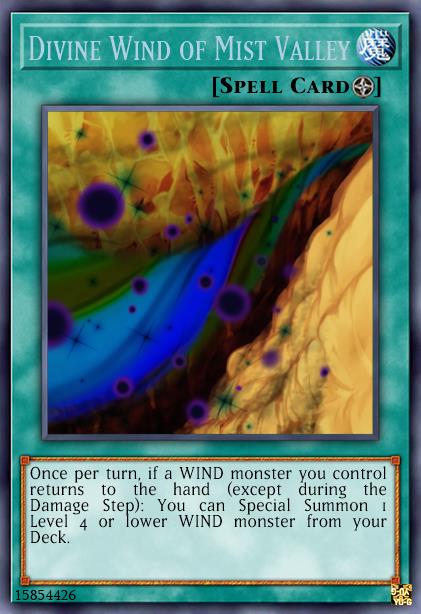 Divine Wind of Mist Valley
魔
[Spell Card]
Once per turn, if a WIND monster you control
returns to the hand (except during the
Damage Step): You can Special Summon 1
Level 4 or lower WIND monster from your
Deck.
15854426